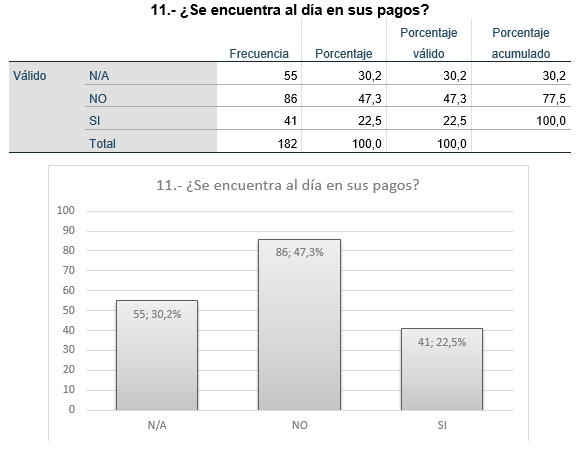 11.- ¿Se encuentra al día en sus pagos?
Frecuencia Porcentaje Porcentaje válido Porcentaje acumulado
Válido N/A 55 30,2 30,2 30,2
NO 86 47,3 47,3 77,5
SI 41 22,5 22,5 100,0
Total 182 100,0 100,0
11.- ¿Se encuentra al día en sus pagos?
100
90
80
70
60
50
40
30
20
10
0
55; 30,2%
86; 47,3%
41; 22,5%
N/A NO SI